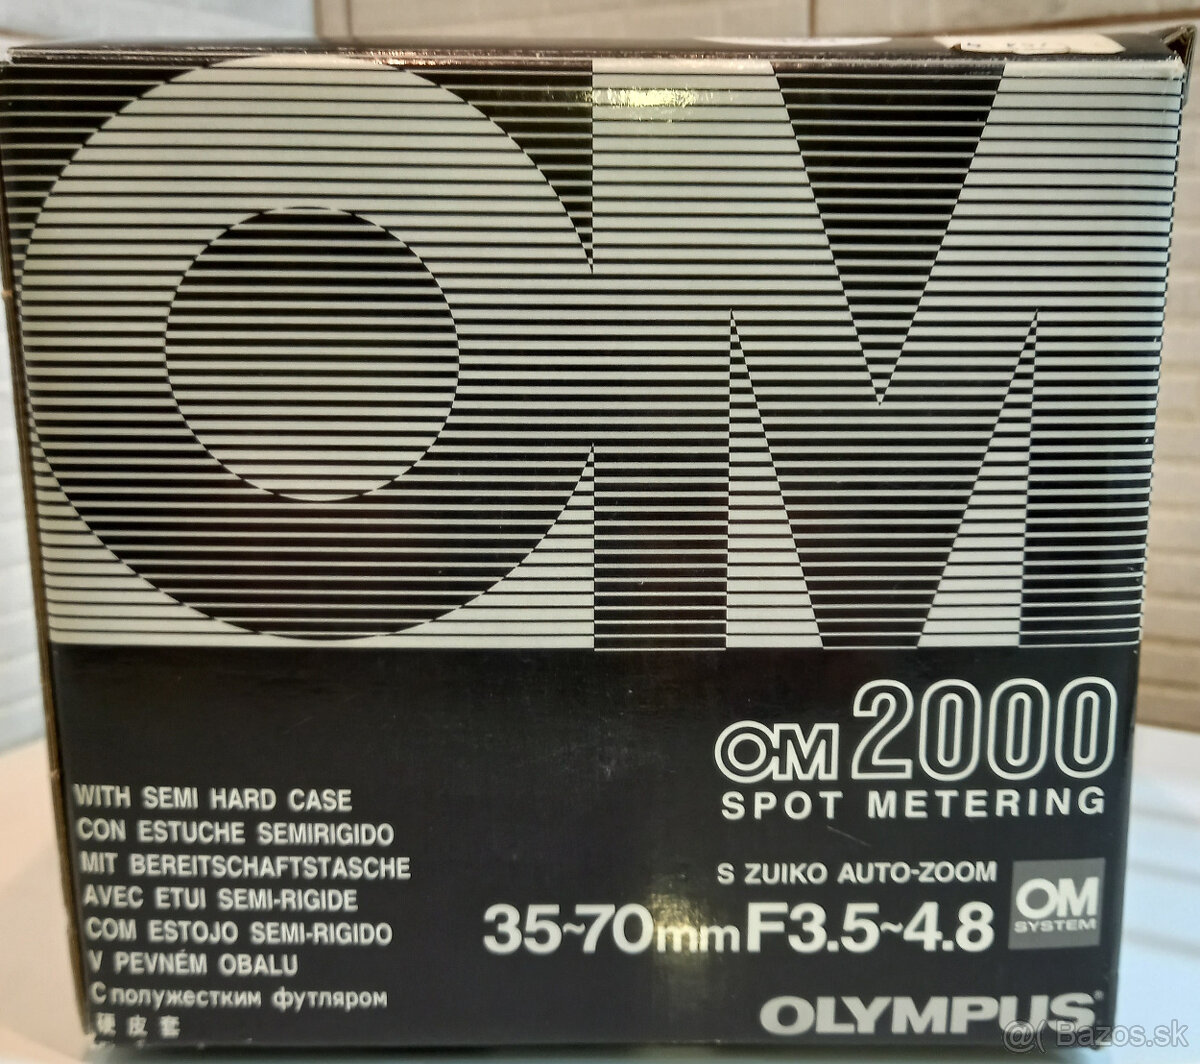 OM
OM 2000
SPOT METERING
WITH SEMI HARD CASE
CON ESTUCHE SEMIRIGIDO
MIT BEREITSCHAFTSTASCHE
AVEC ETUI SEMI-RIGIDE
COM ESTOJO SEMI-RIGIDO
V PEVNÉM OBALU
С полужестким футляром
硬皮套
S ZUIKO AUTO-ZOOM
35~70mm F3.5~4.8
OM
SYSTEM
OLYMPUS®
@( Bazos.sk